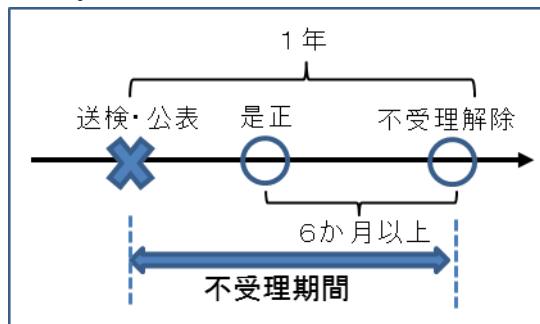 1年
送検・公表
是正
不受理解除
6か月以上
不受理期間